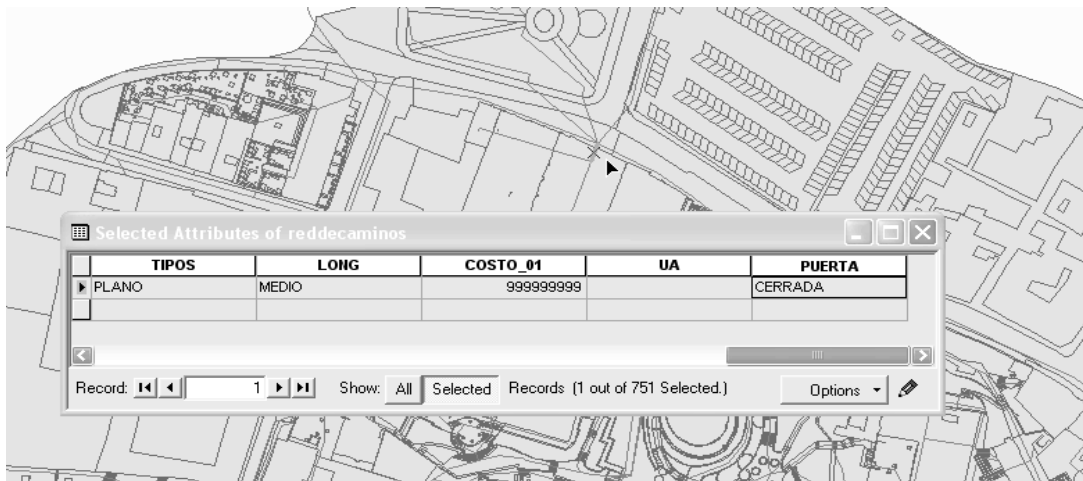 Selected Attributes of reddecaminos
TIPOS LONG COSTO_01 UA PUERTA
PLANO MEDIO 999999999 CERRADA
Record: 1 Show: All Selected Records (1 out of 751 Selected.) Options